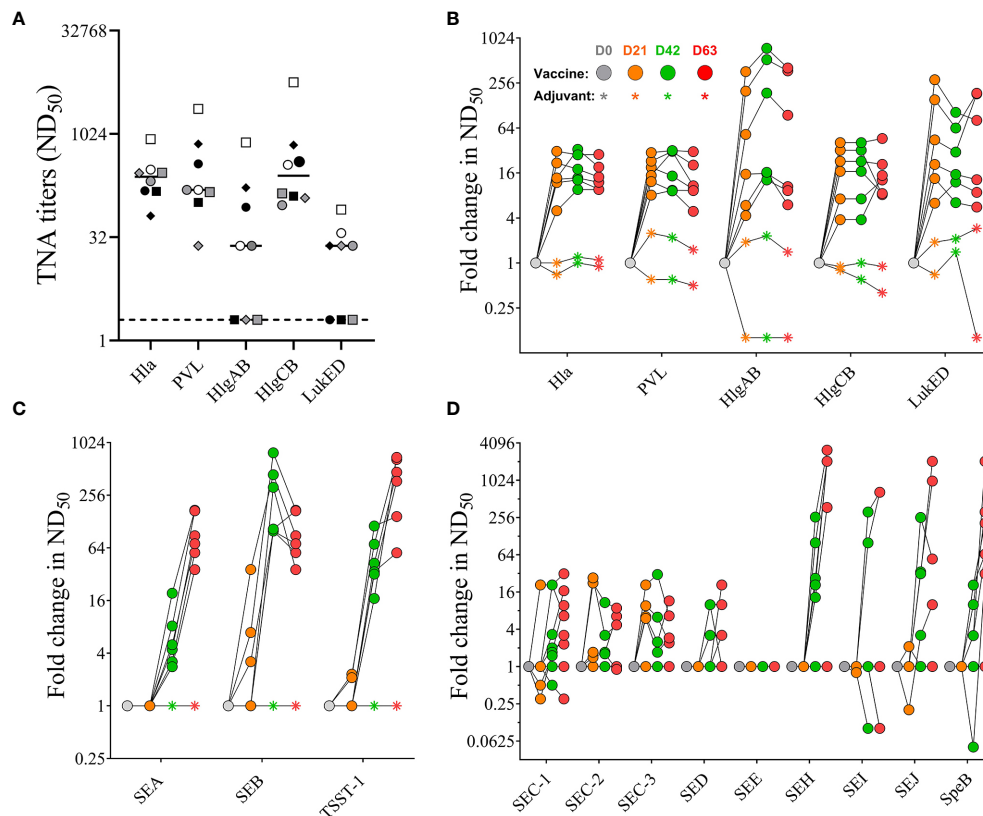 A
TNA titers (ND50)
32768
1024
32
1
Hla
PVL
HlgAB
HlgCB
LukED
B
Fold change in ND50
1024
256
64
16
4
1
0.25
D0 D21 D42 D63
Vaccine:
Adjuvant: * * * *
Hla
PVL
HlgAB
HlgCB
LukED
C
Fold change in ND50
1024
256
64
16
4
1
0.25
SEA
SEB
TSST-1
D
Fold change in ND50
4096
1024
256
64
16
4
1
0.25
0.0625
SEC-1
SEC-2
SEC-3
SED
SEE
SEH
SEI
SEJ
SpeB